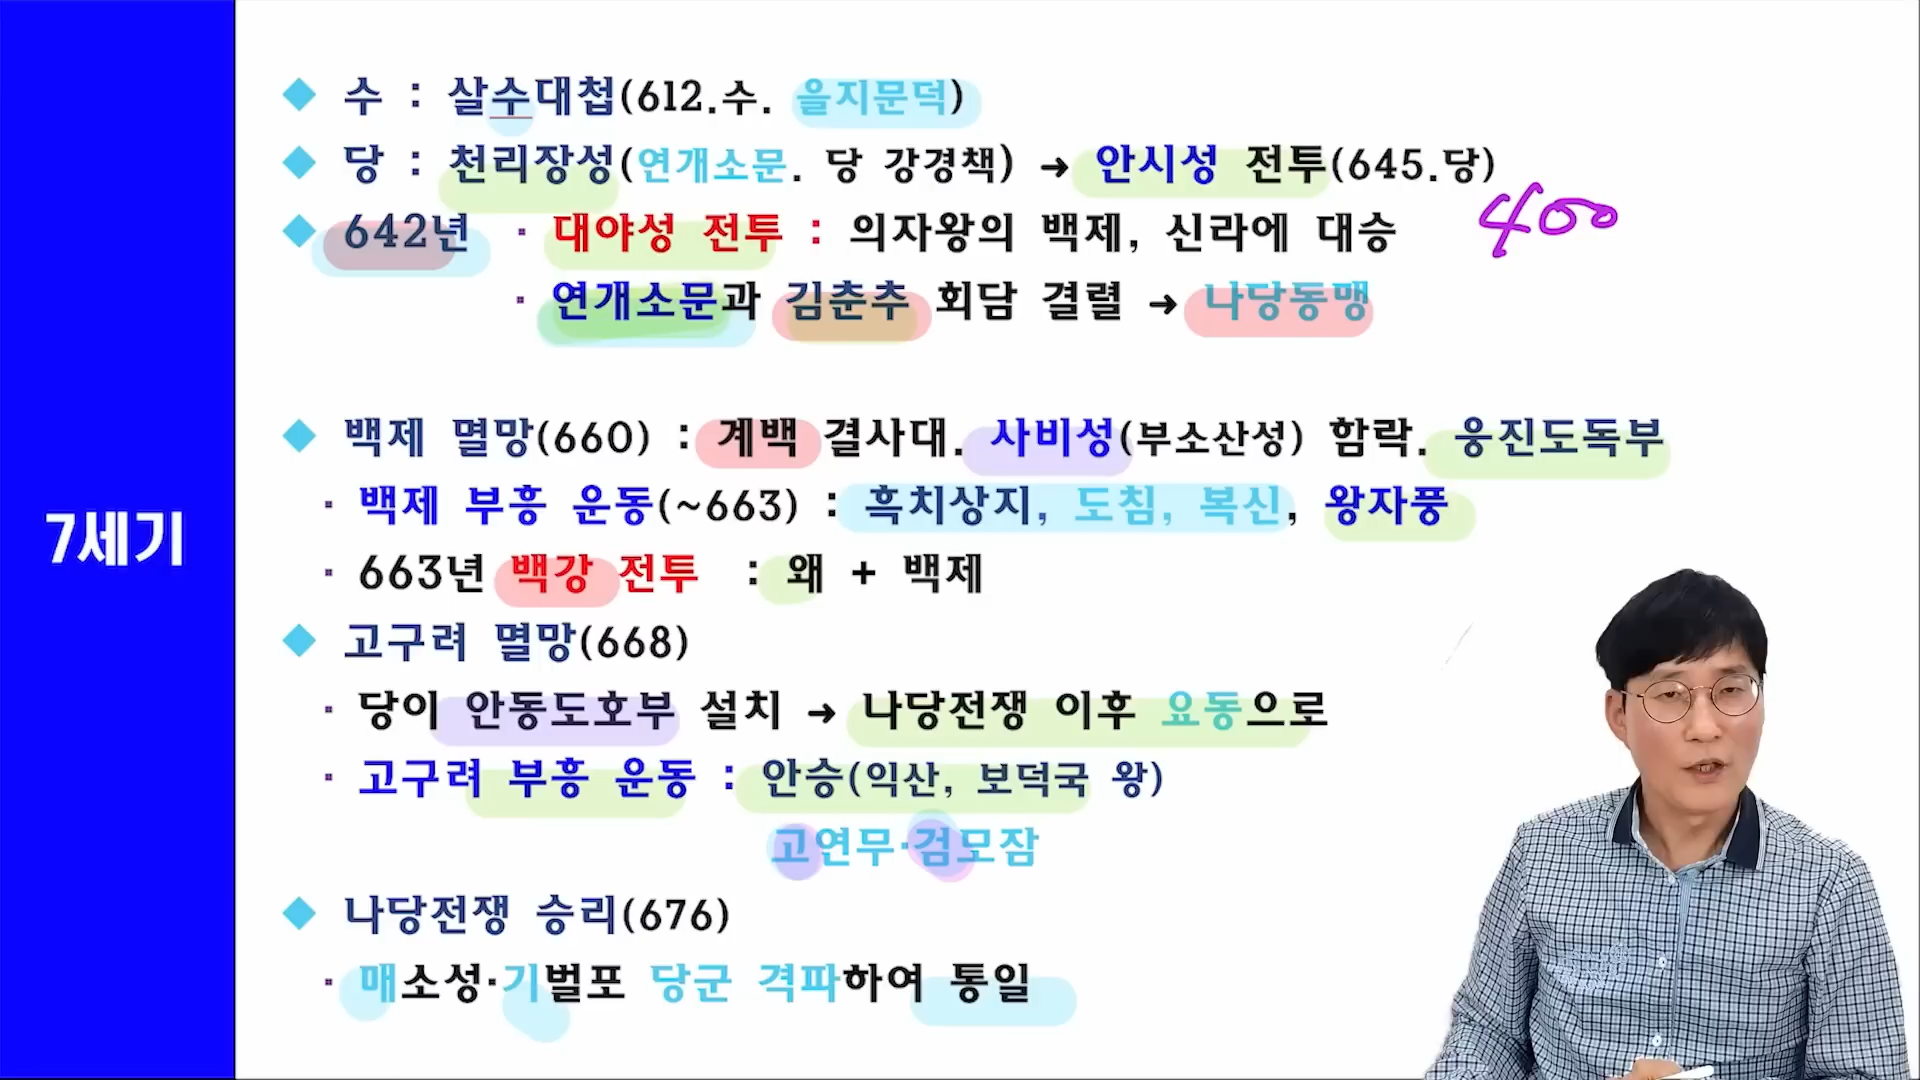 7세기
수 : 살수대첩(612.수. 을지문덕)
당 : 천리장성(연개소문. 당 강경책) → 안시성 전투(645.당)
400
642년 · 대야성 전투 : 의자왕의 백제, 신라에 대승
· 연개소문과 김춘추 회담 결렬 → 나당동맹
백제 멸망(660) : 계백 결사대. 사비성(부소산성) 함락. 웅진도독부
· 백제 부흥 운동(~663) : 흑치상지, 도침, 복신, 왕자풍
· 663년 백강 전투 : 왜 + 백제
고구려 멸망(668)
· 당이 안동도호부 설치 → 나당전쟁 이후 요동으로
· 고구려 부흥 운동 : 안승(익산, 보덕국 왕)
고연무·검모잠
나당전쟁 승리(676)
· 매소성·기벌포 당군 격파하여 통일